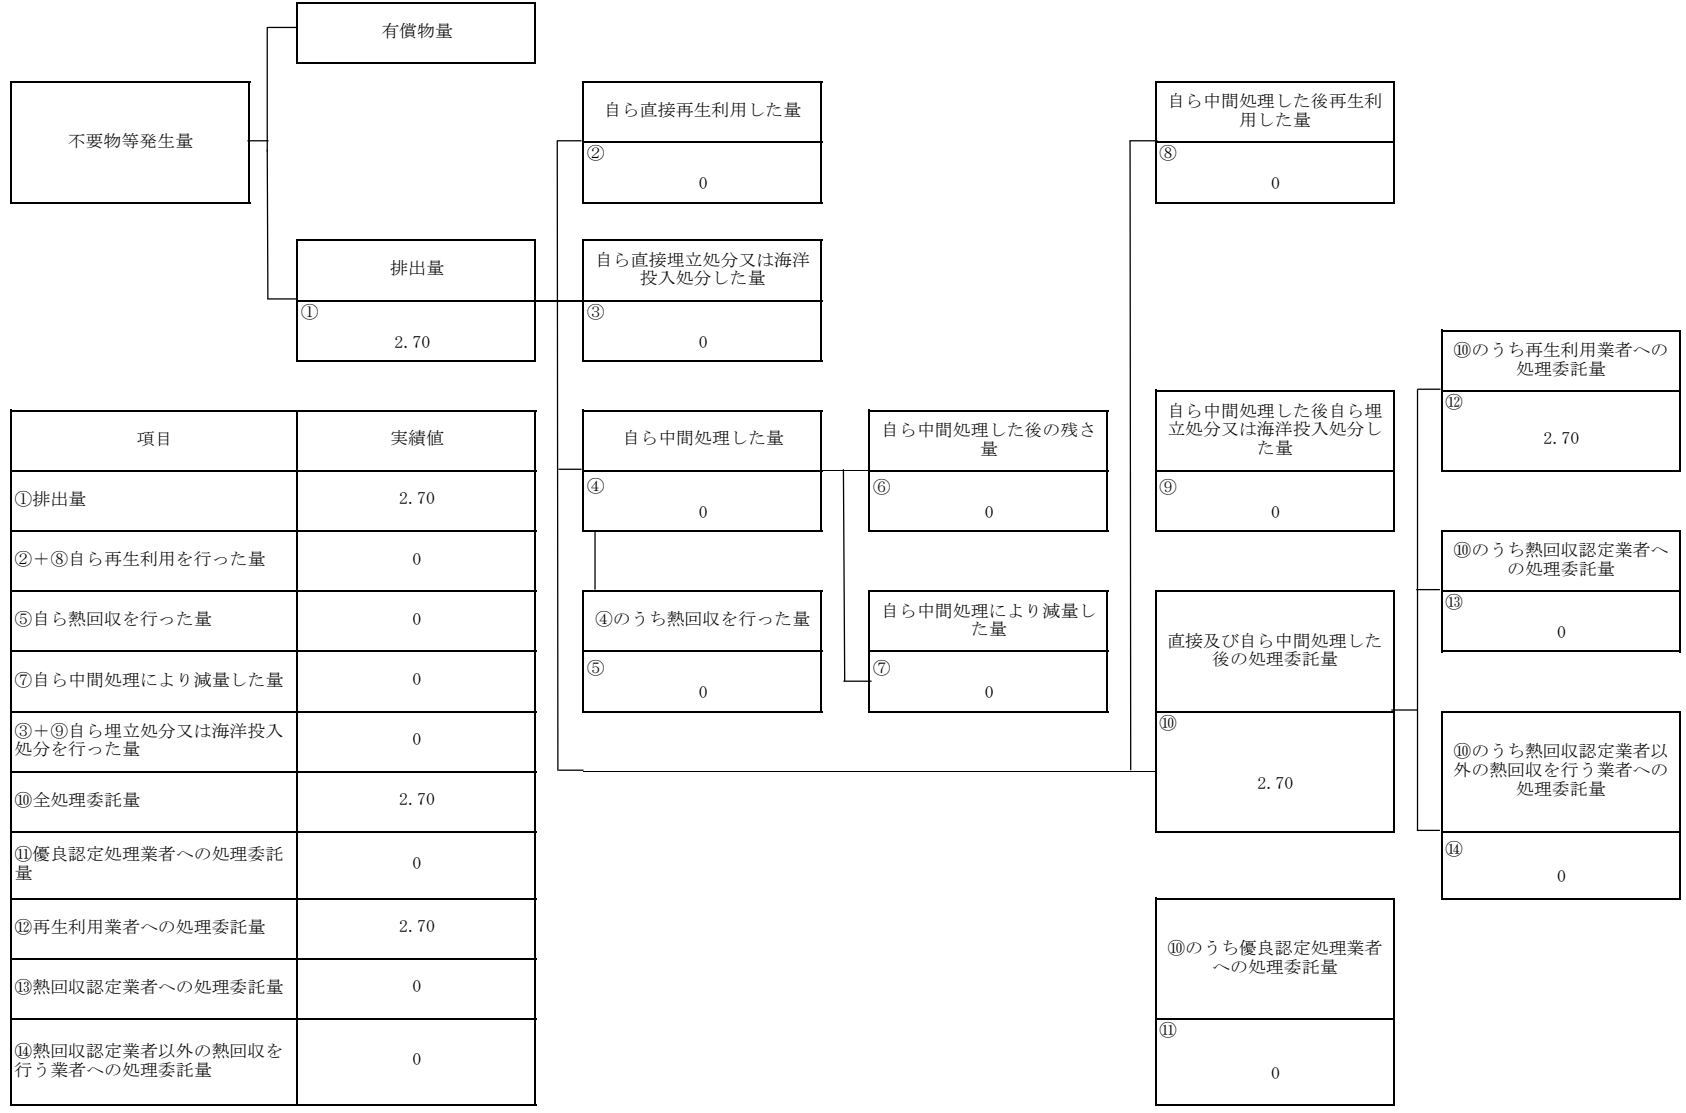 有償物量
不要物等発生量
自ら直接再生利用した量
②
0
自ら中間処理した後再生利
用した量
⑧
0
排出量
①
2.70
自ら直接埋立処分又は海洋
投入処分した量
③
0
⑩のうち再生利用業者への
処理委託量
⑫
2.70
自ら中間処理した量
④
0
自ら中間処理した後の残さ
量
⑥
0
自ら中間処理した後自ら埋
立処分又は海洋投入処分し
た量
⑨
0
⑩のうち熱回収認定業者へ
の処理委託量
⑬
0
④のうち熱回収を行った量
⑤
0
自ら中間処理により減量し
た量
⑦
0
直接及び自ら中間処理した
後の処理委託量
⑩
2.70
⑩のうち熱回収認定業者以
外の熱回収を行う業者への
処理委託量
⑭
0
⑩のうち優良認定処理業者
への処理委託量
⑪
0
項目 実績値
①排出量 2.70
②＋⑧自ら再生利用を行った量 0
⑤自ら熱回収を行った量 0
⑦自ら中間処理により減量した量 0
③＋⑨自ら埋立処分又は海洋投入
処分を行った量 0
⑩全処理委託量 2.70
⑪優良認定処理業者への処理委託
量 0
⑫再生利用業者への処理委託量 2.70
⑬熱回収認定業者への処理委託量 0
⑭熱回収認定業者以外の熱回収を
行う業者への処理委託量 0